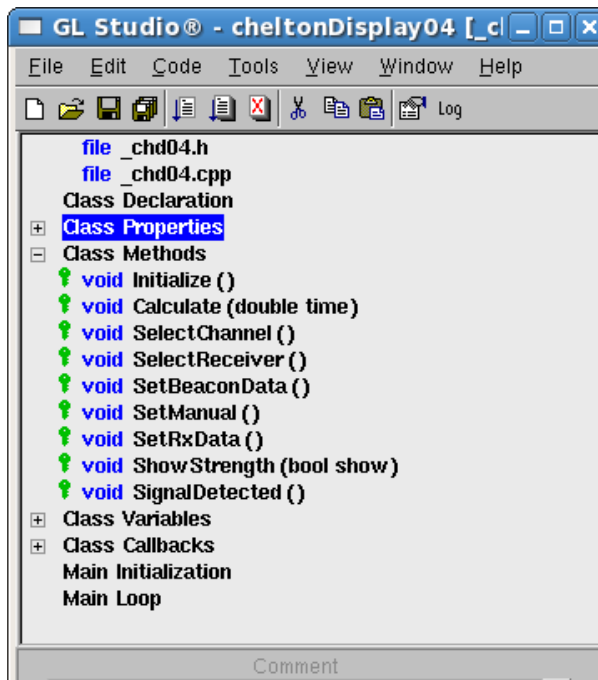 GL Studio® - cheltonDisplay04 [_cl
File Edit Code Tools View Window Help
Log
file _chd04.h
file _chd04.cpp
Class Declaration
Class Properties
Class Methods
void Initialize ()
void Calculate (double time)
void SelectChannel ()
void SelectReceiver ()
void SetBeaconData ()
void SetManual ()
void SetRxData ()
void ShowStrength (bool show)
void SignalDetected ()
Class Variables
Class Callbacks
Main Initialization
Main Loop
Comment